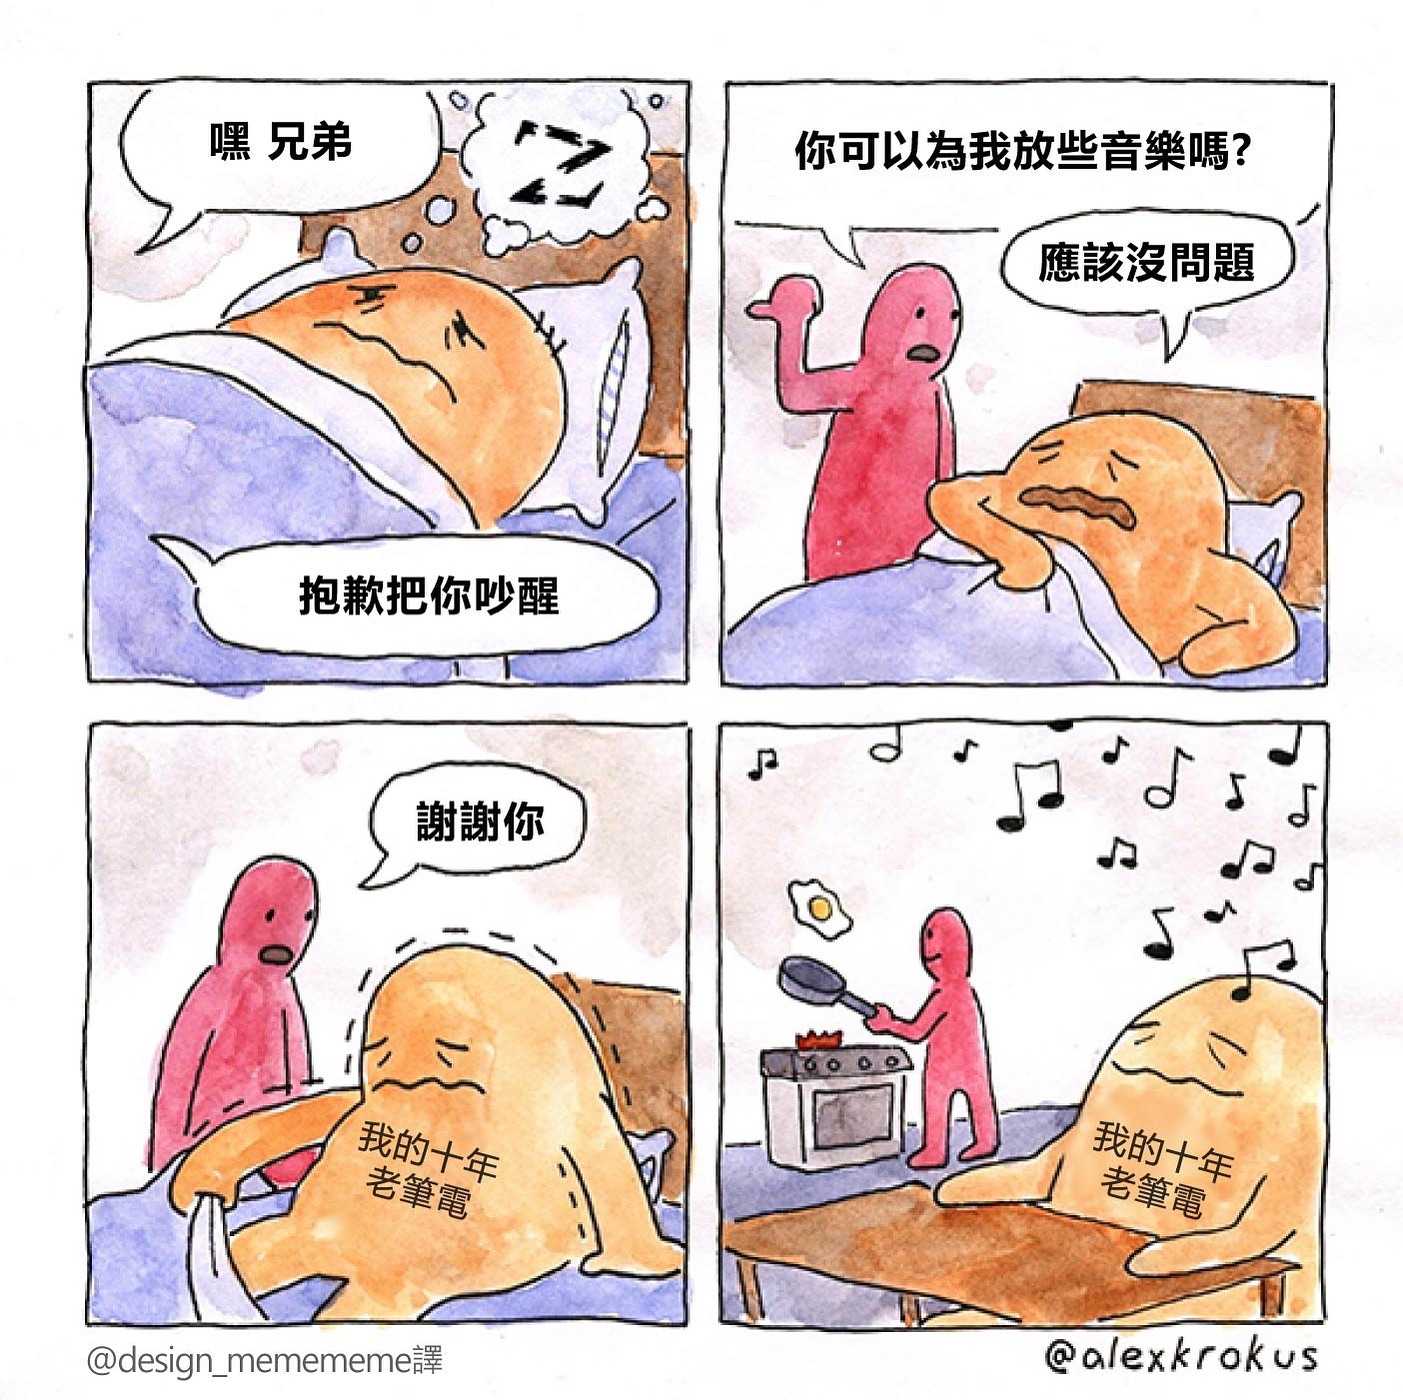 嘿 兄弟
Z
抱歉把你吵醒
你可以為我放些音樂嗎?
應該沒問題
謝謝你
我的十年
老筆電
我的十年
老筆電
@design_memememe譯
@alexkrokus